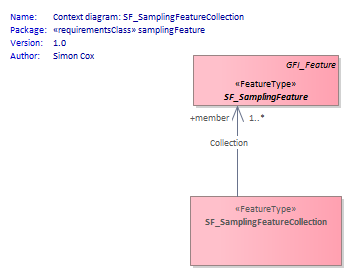 Name: Context diagram: SF_SamplingFeatureCollection
Package: «requirementsClass» samplingFeature
Version: 1.0
Author: Simon Cox
GFI_Feature
«FeatureType»
SF_SamplingFeature
+member 1..*
Collection
«FeatureType»
SF_SamplingFeatureCollection